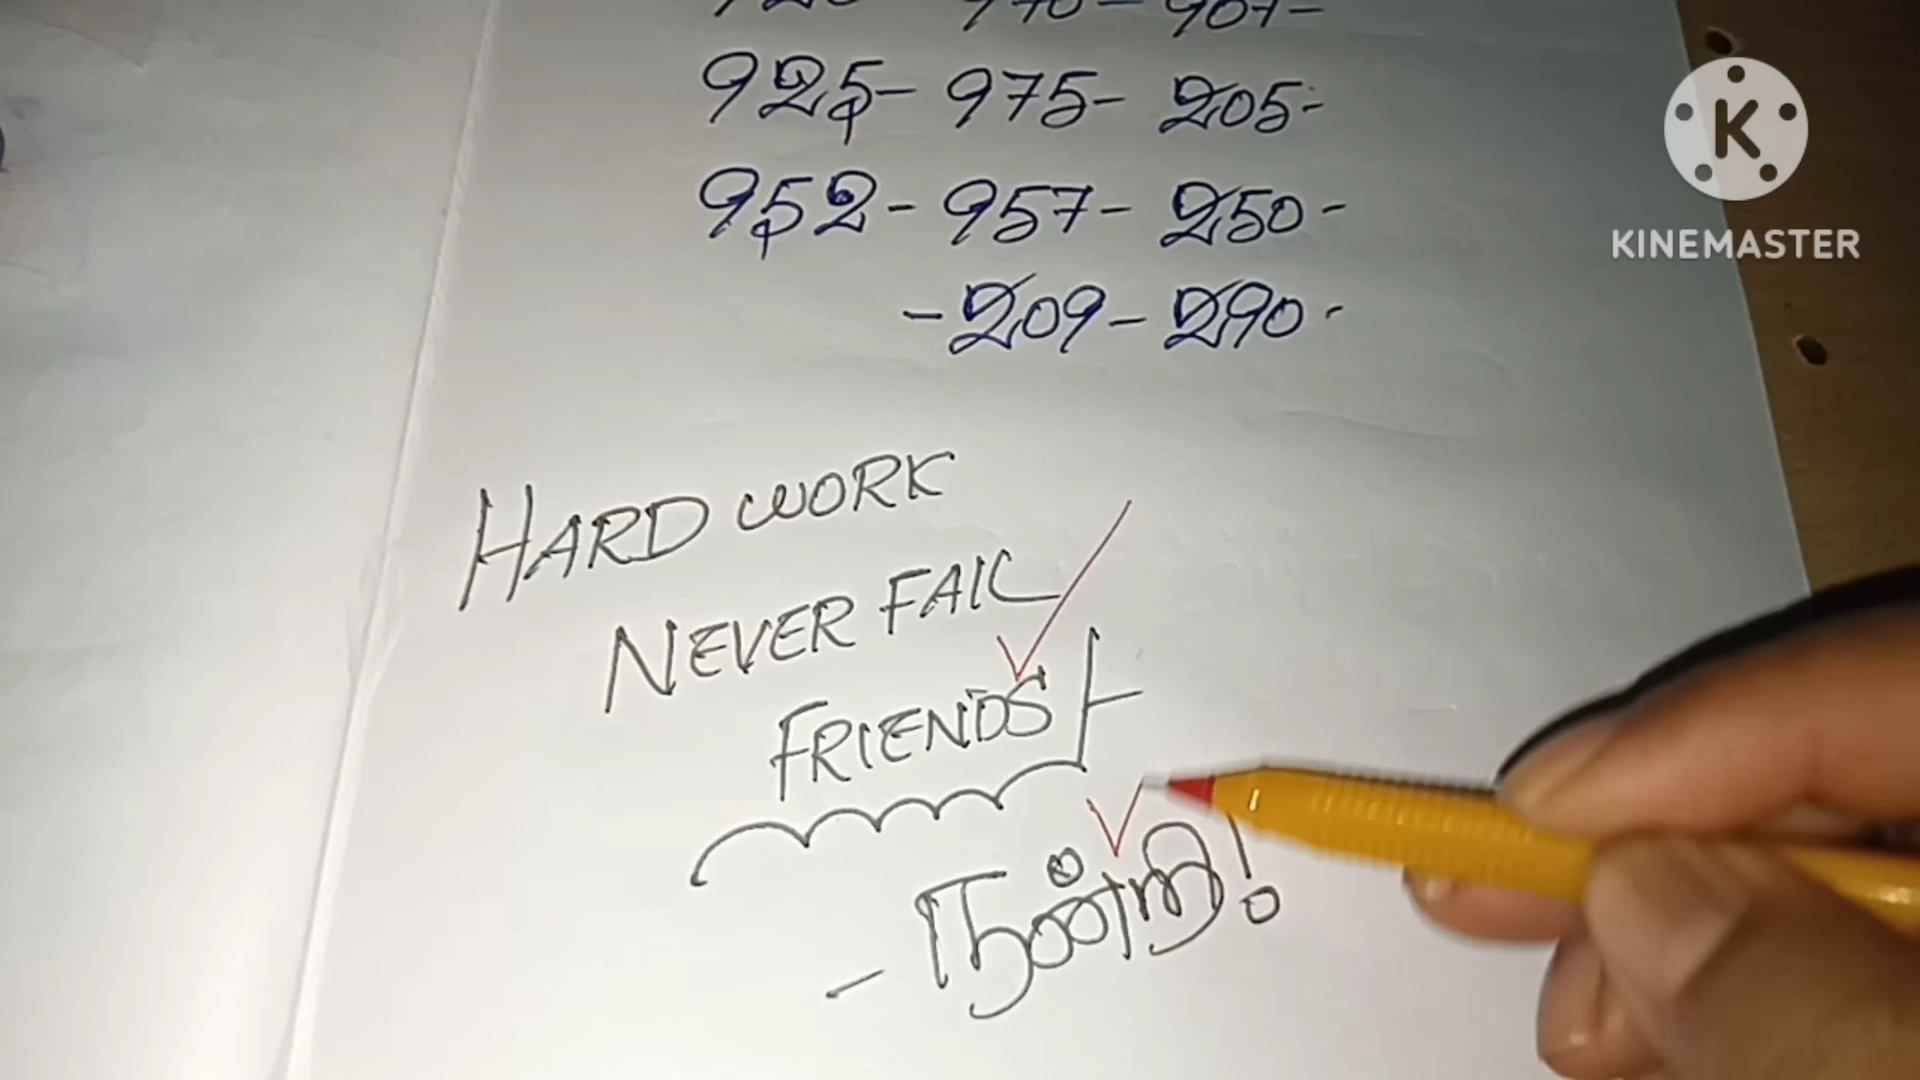 925- 975- 205-
952- 957- 250-
-209- 290-
HARD WORK
NEVER FAIL
FRIENDS
- நன்றி!
K
KINEMASTER